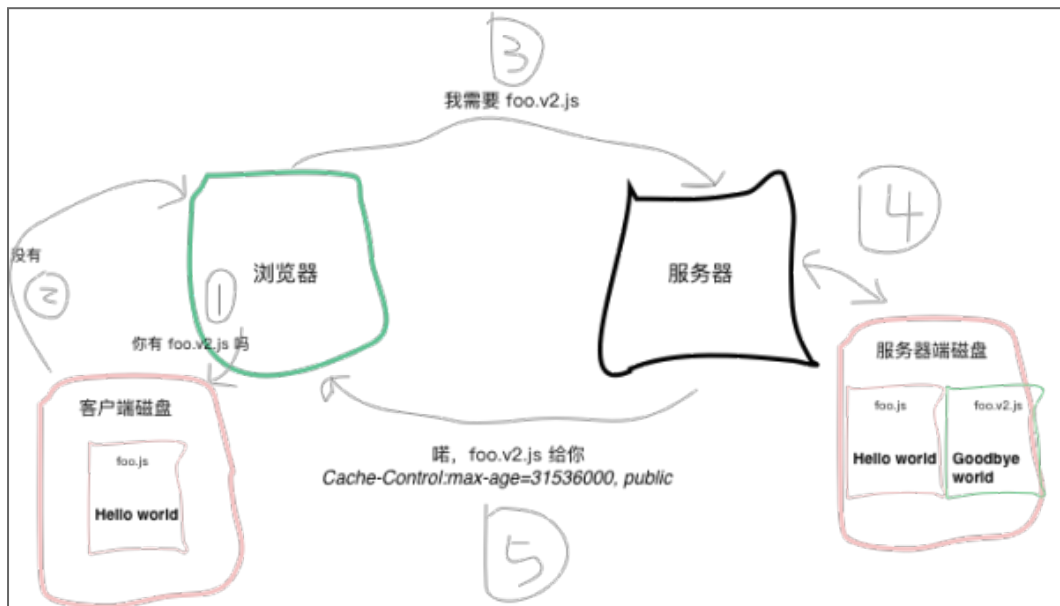 3
我需要 foo.v2.js
4
没有
2
1
浏览器
服务器
你有 foo.v2.js 吗
服务器端磁盘
客户端磁盘
foo.js
foo.v2.js
foo.js
Hello world
Goodbye world
Hello world
喏，foo.v2.js 给你
Cache-Control:max-age=31536000, public
5